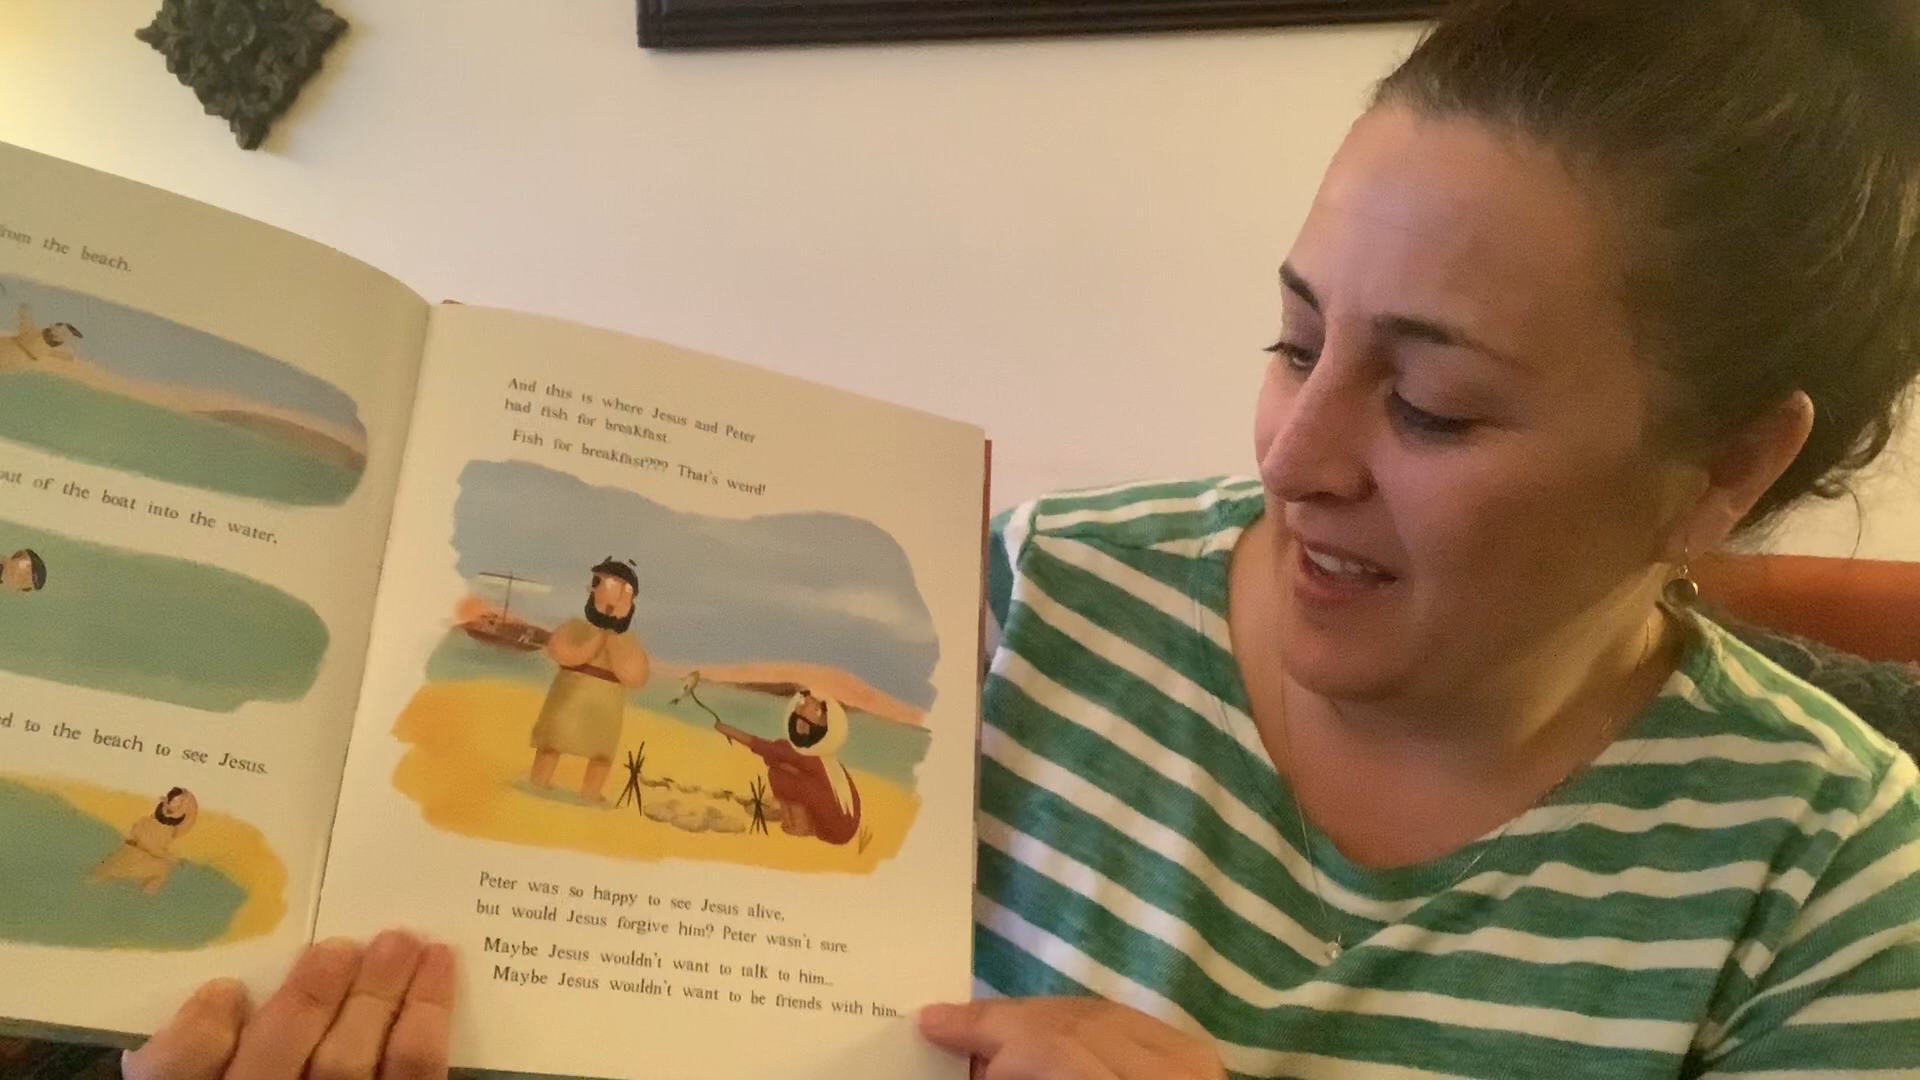 from the beach.
out of the boat into the water,
to the beach to see Jesus.
And this is where Jesus and Peter
had fish for breakfast.
Fish for breakfast??? That's weird!
Peter was so happy to see Jesus alive,
but would Jesus forgive him? Peter wasn't sure.
Maybe Jesus wouldn't want to talk to him...
Maybe Jesus wouldn't want to be friends with him...